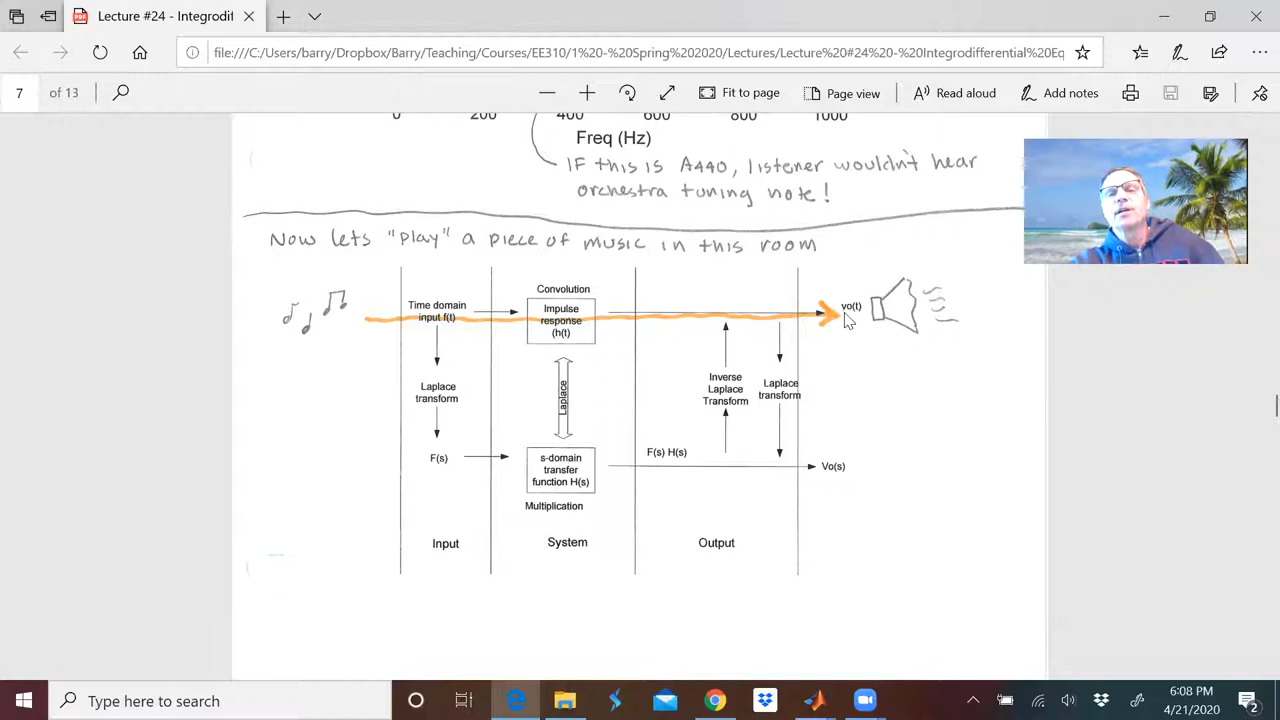 Lecture #24 - Integrodif
file:///C:/Users/barry/Dropbox/Barry/Teaching/Courses/EE310/1%20-%20Spring%202020/Lectures/Lecture%20#24%20-%20Integrodifferential%20Eq
7 of 13
Fit to page
Page view
Read aloud
Add notes
0 200 400 600 800 1000
Freq (Hz)
IF this is A440, listener wouldn't hear
orchestra tuning note!
Now lets "play" a piece of music in this room
Convolution
Time domain
input f(t)
Impulse
response
(h(t)
vo(t)
Laplace
transform
Laplace
Inverse
Laplace
Transform
Laplace
transform
F(s)
s-domain
transfer
function H(s)
F(s) H(s)
Vo(s)
Multiplication
Input
System
Output
Type here to search
6:08 PM
4/21/2020
2